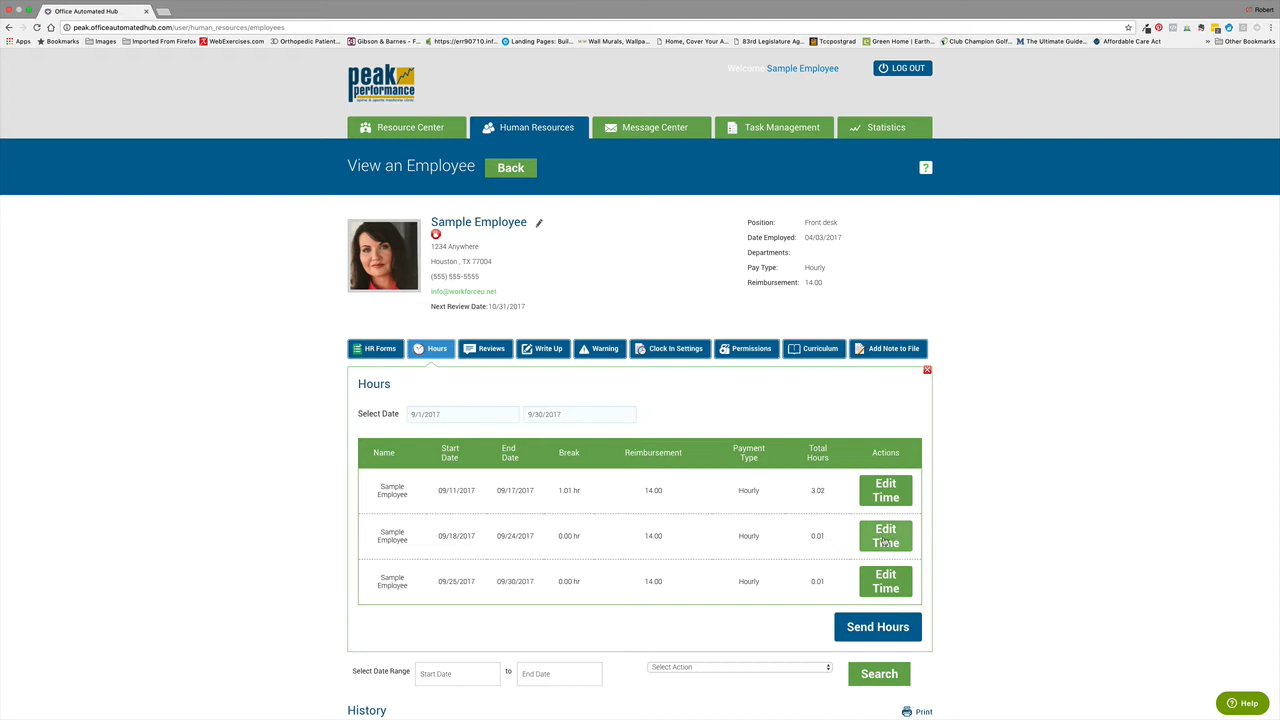 Office Automated Hub
Robert
peak.officeautomatedhub.com/user/human_resources/employees
Apps Bookmarks Images Imported From Firefox WebExercises.com Orthopedic Patient... Gibson & Barnes - F... https://err90710.inf... Landing Pages: Buil... Wall Murals, Wallpa... Home, Cover Your A... 83rd Legislature Ag... Tccpostgrad Green Home | Earth... Club Champion Golf... The Ultimate Guide... Affordable Care Act » Other Bookmarks
peak
performance
spine & sports medicine clinic
Welcome Sample Employee
LOG OUT
Resource Center Human Resources Message Center Task Management Statistics
View an Employee Back ?
Sample Employee
1234 Anywhere
Houston , TX 77004
(555) 555-5555
info@workforceu.net
Next Review Date: 10/31/2017
Position: Front desk
Date Employed: 04/03/2017
Departments:
Pay Type: Hourly
Reimbursement: 14.00
HR Forms Hours Reviews Write Up Warning Clock In Settings Permissions Curriculum Add Note to File
Hours
Select Date 9/1/2017 9/30/2017
Name Start Date End Date Break Reimbursement Payment Type Total Hours Actions
Sample Employee 09/11/2017 09/17/2017 1.01 hr 14.00 Hourly 3.02 Edit Time
Sample Employee 09/18/2017 09/24/2017 0.00 hr 14.00 Hourly 0.01 Edit Time
Sample Employee 09/25/2017 09/30/2017 0.00 hr 14.00 Hourly 0.01 Edit Time
Send Hours
Select Date Range Start Date to End Date Select Action Search
History Print
Help